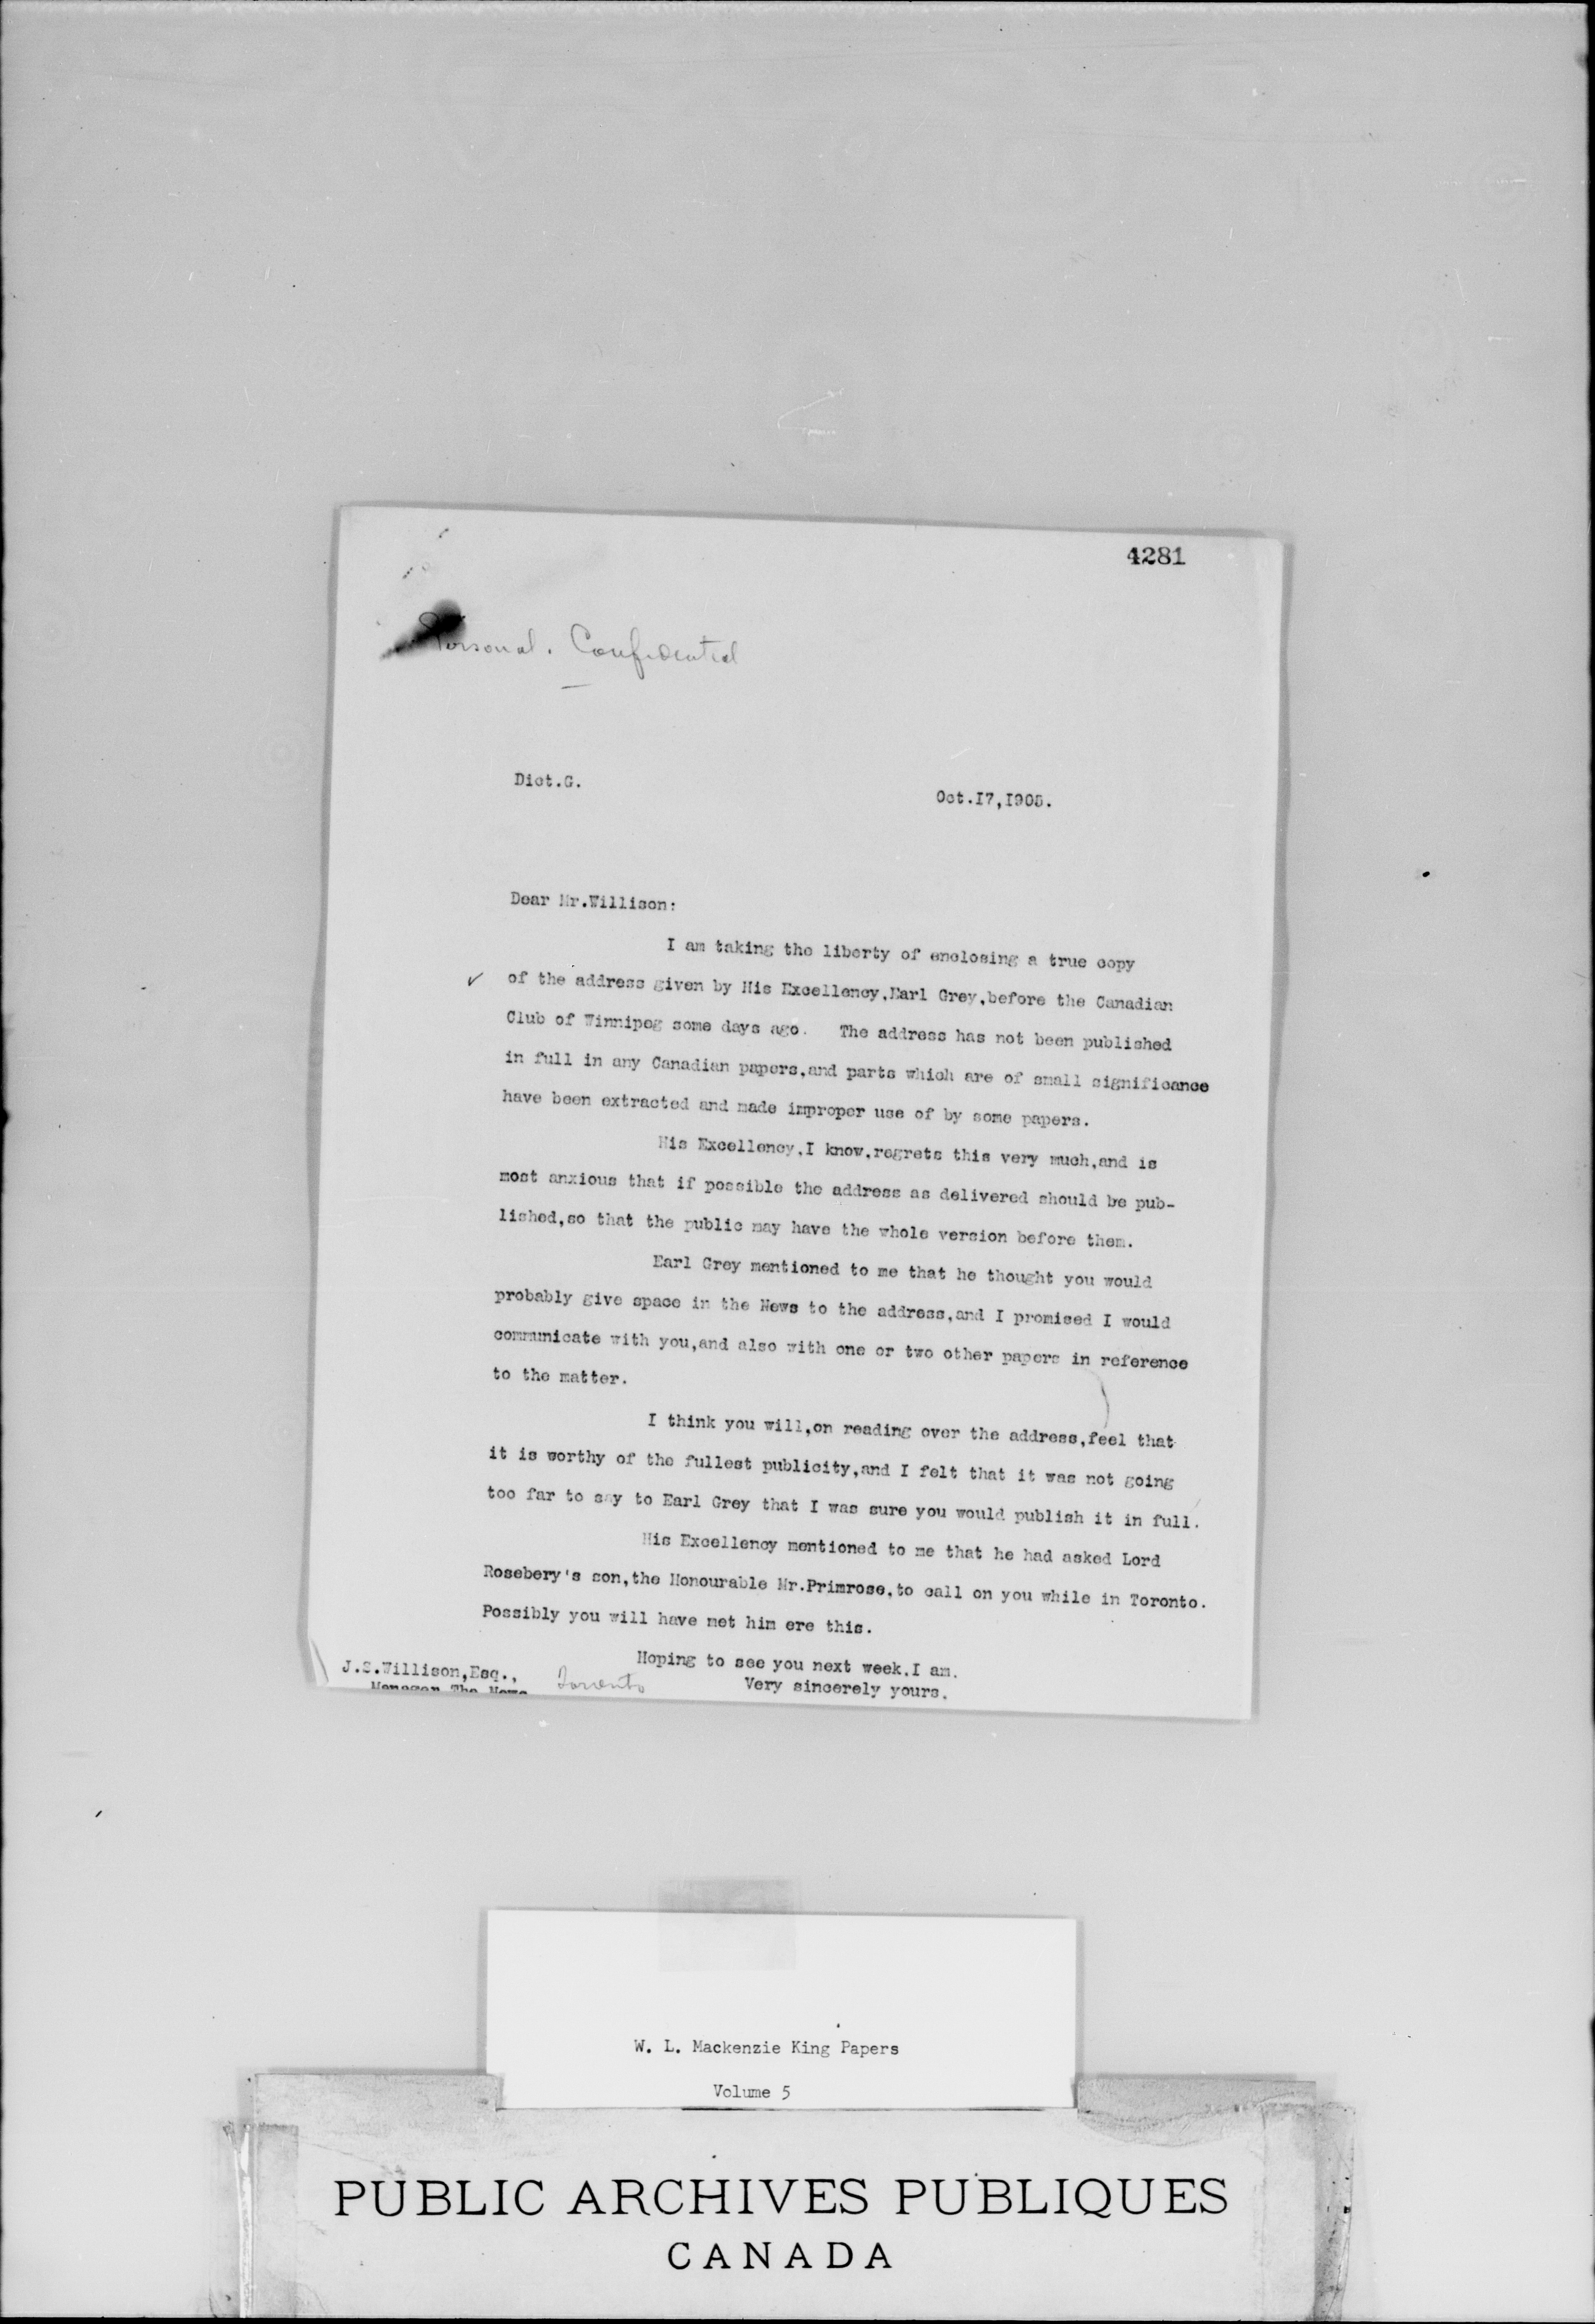 4281
Personal. Confidential
Dict.G.
Oct.I7,I905.
Dear Mr.Willison:
I am taking the liberty of enclosing a true copy
✓ of the address given by His Excellency,Earl Grey,before the Canadian
Club of Winnipeg some days ago. The address has not been published
in full in any Canadian papers,and parts which are of small significance
have been extracted and made improper use of by some papers.
His Excellency,I know,regrets this very much,and is
most anxious that if possible the address as delivered should be pub-
lished,so that the public may have the whole version before them.
Earl Grey mentioned to me that he thought you would
probably give space in the News to the address,and I promised I would
communicate with you,and also with one or two other papers in reference
to the matter.
I think you will,on reading over the address,feel that
it is worthy of the fullest publicity,and I felt that it was not going
too far to say to Earl Grey that I was sure you would publish it in full.
His Excellency mentioned to me that he had asked Lord
Rosebery's son,the Honourable Mr.Primrose,to call on you while in Toronto.
Possibly you will have met him ere this.
Hoping to see you next week,I am,
Very sincerely yours,
J.S.Willison,Esq.,
Manager The News Toronto
W. L. Mackenzie King Papers
Volume 5
PUBLIC ARCHIVES PUBLIQUES
CANADA